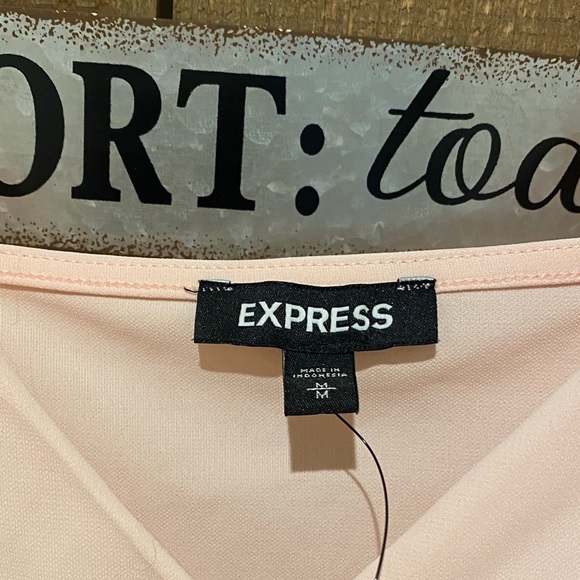 ORT: toa
EXPRESS
MADE IN
INDONESIA
M
M